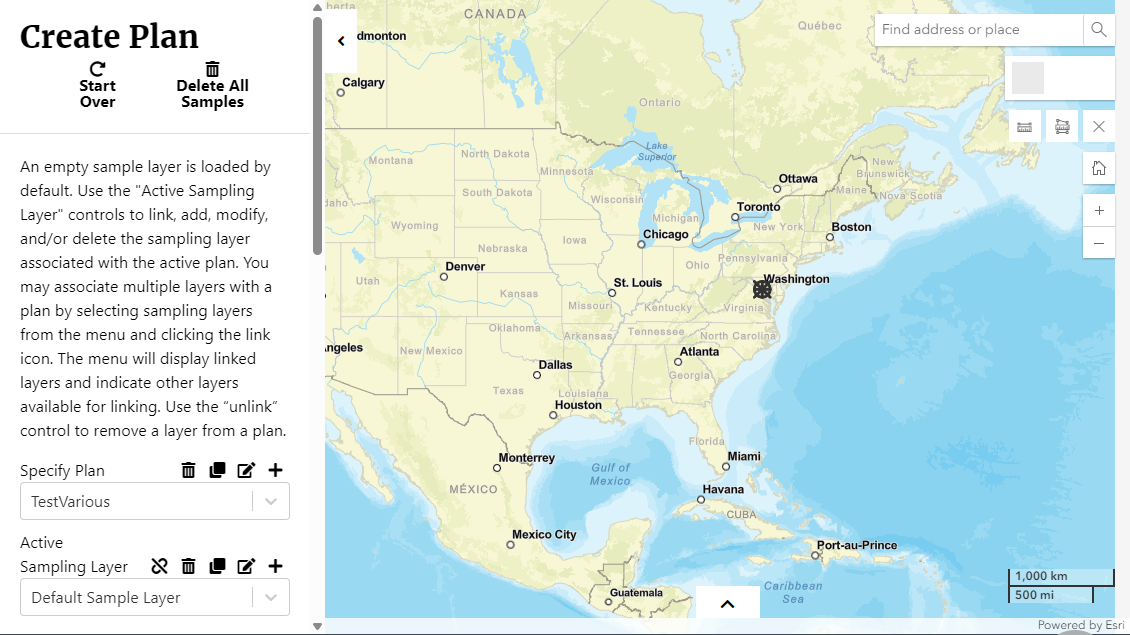 Create Plan
Start
Over
Delete All
Samples
An empty sample layer is loaded by
default. Use the "Active Sampling
Layer" controls to link, add, modify,
and/or delete the sampling layer
associated with the active plan. You
may associate multiple layers with a
plan by selecting sampling layers
from the menu and clicking the link
icon. The menu will display linked
layers and indicate other layers
available for linking. Use the “unlink”
control to remove a layer from a plan.
Specify Plan
TestVarious
Active
Sampling Layer
Default Sample Layer
berta
CANADA
Québec
Find address or place
dmonton
Calgary
Ontario
Lake
Superior
Montana
North Dakota
Minnesota
New
Brunswick
Ottawa
Maine
Nova Scotia
daho
South Dakota
Wisconsin
Michigan
Toronto
Wyoming
New York
Boston
Iowa
Chicago
Nebraska
Pennsylvania
Denver
Ohio
Utah
St. Louis
Washington
Kansas
Missouri
Kentucky
Virginia
Oklahoma
Arkansas
Tennessee
North Carolina
ngeles
New Mexico
Atlanta
Dallas
Georgia
Texas
Louisiana
Houston
Florida
Monterrey
Miami
Gulf of
Mexico
MÉXICO
Havana
CUBA
Mexico City
Port-au-Prince
Guatemala
Caribbean
Sea
1,000 km
500 mi
Powered by Esri